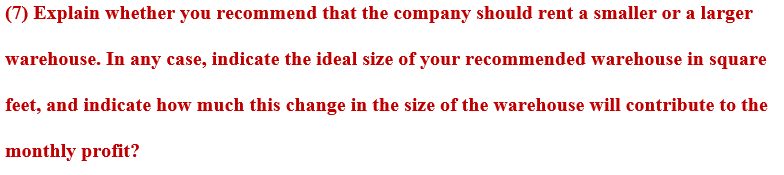 (7) Explain whether you recommend that the company should rent a smaller or a larger
warehouse. In any case, indicate the ideal size of your recommended warehouse in square
feet, and indicate how much this change in the size of the warehouse will contribute to the
monthly profit?